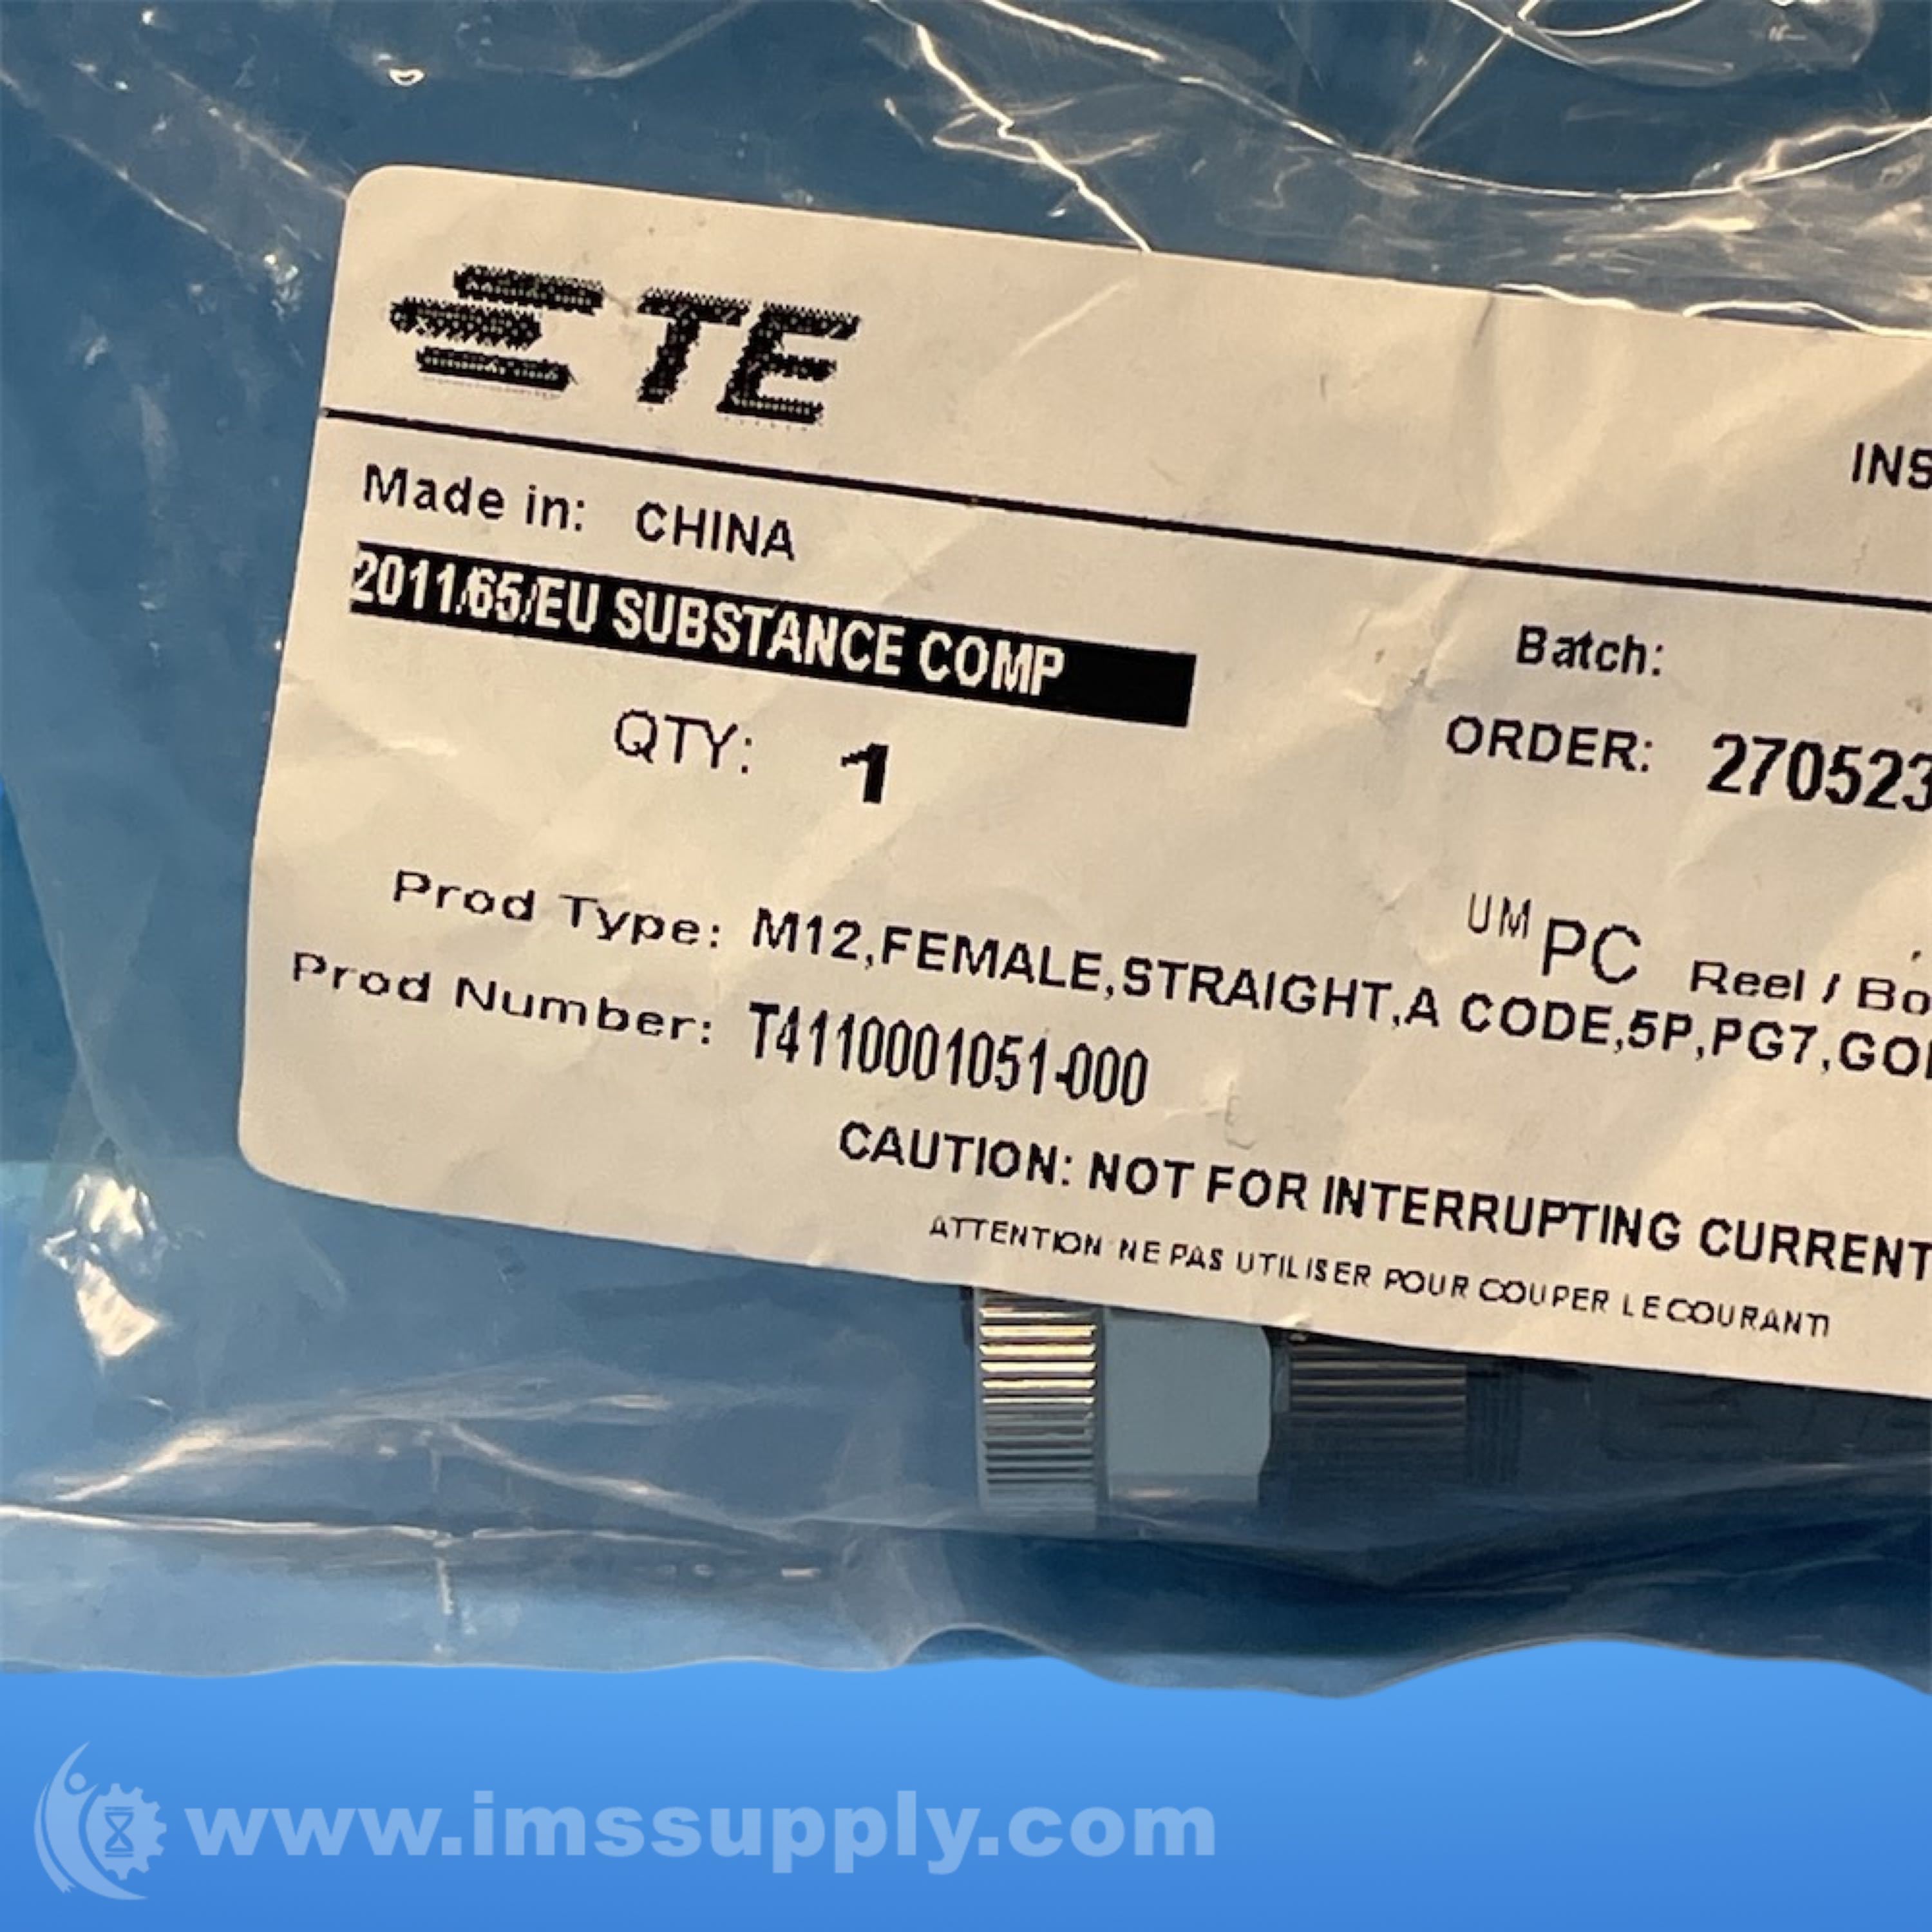 TE
INS
Made in: CHINA
2011/65/EU SUBSTANCE COMP
Batch:
QTY: 1
ORDER: 270523
UM PC Reel / Bo
Prod Type: M12,FEMALE,STRAIGHT,A CODE,5P,PG7,GOL
Prod Number: T4110001051-000
CAUTION: NOT FOR INTERRUPTING CURRENT
ATTENTION NE PAS UTILISER POUR COUPER LE COURANT!
www.imssupply.com